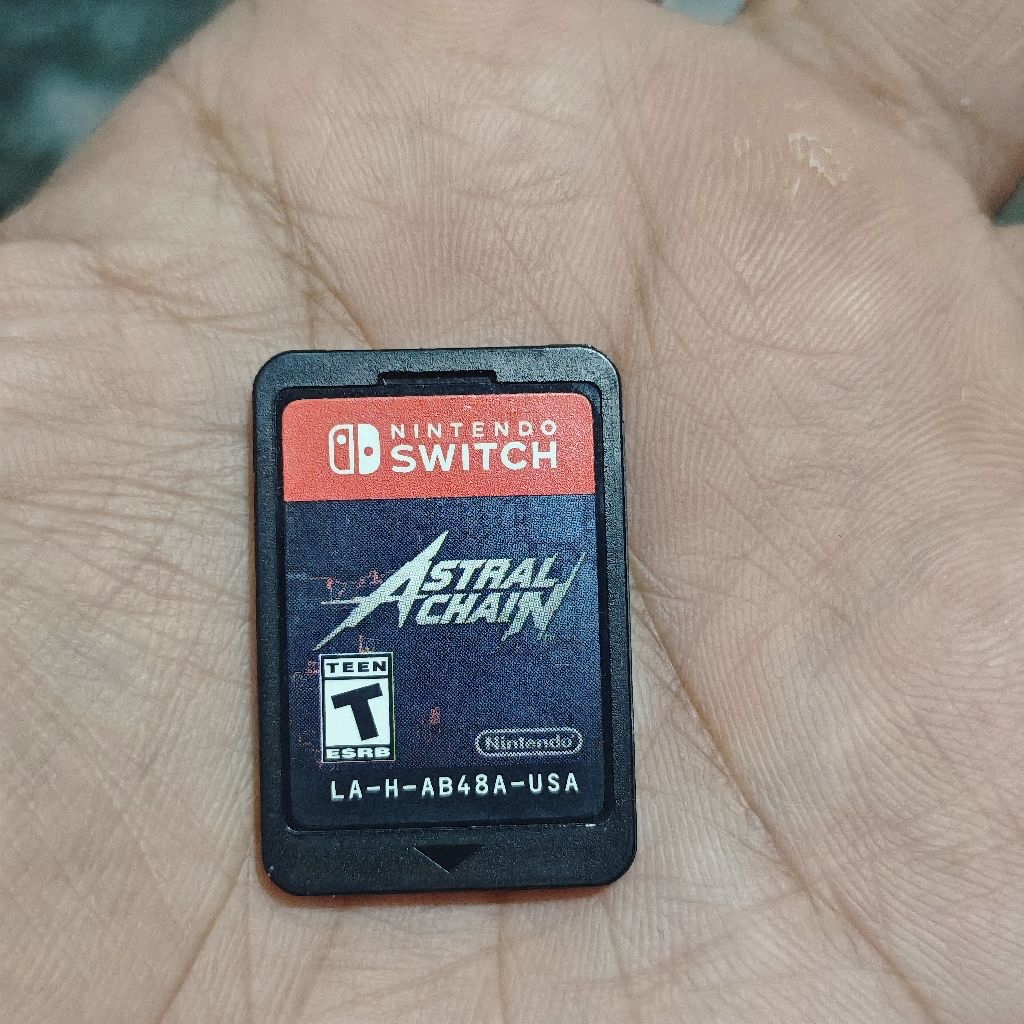 NINTENDO
SWITCH
ASTRAL
CHAIN
TEEN
T
ESRB
Nintendo
LA-H-AB48A-USA